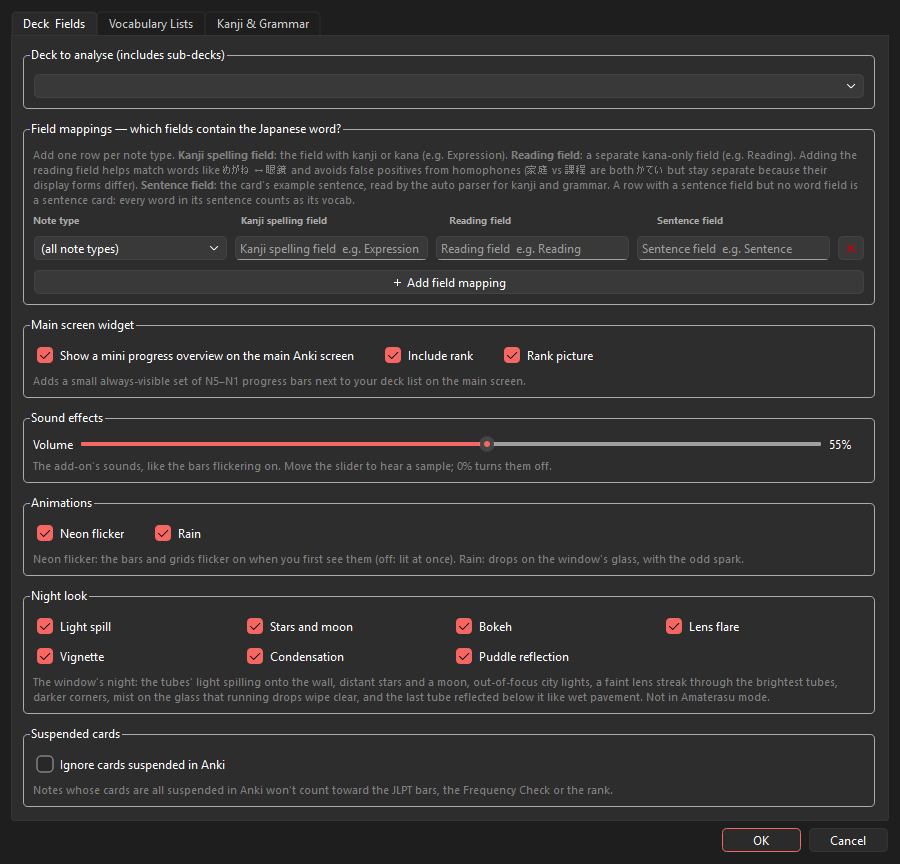 Deck Fields
Vocabulary Lists
Kanji & Grammar
Deck to analyse (includes sub-decks)
Field mappings — which fields contain the Japanese word?
Add one row per note type. Kanji spelling field: the field with kanji or kana (e.g. Expression). Reading field: a separate kana-only field (e.g. Reading). Adding the
reading field helps match words like めがね ↔ 眼鏡 and avoids false positives from homophones (家庭 vs 課程 are both かてい but stay separate because their
display forms differ). Sentence field: the card's example sentence, read by the auto parser for kanji and grammar. A row with a sentence field but no word field is
a sentence card: every word in its sentence counts as its vocab.
Note type
Kanji spelling field
Reading field
Sentence field
(all note types)
Kanji spelling field e.g. Expression
Reading field e.g. Reading
Sentence field e.g. Sentence
+ Add field mapping
Main screen widget
Show a mini progress overview on the main Anki screen
Include rank
Rank picture
Adds a small always-visible set of N5–N1 progress bars next to your deck list on the main screen.
Sound effects
Volume
55%
The add-on's sounds, like the bars flickering on. Move the slider to hear a sample; 0% turns them off.
Animations
Neon flicker
Rain
Neon flicker: the bars and grids flicker on when you first see them (off: lit at once). Rain: drops on the window's glass, with the odd spark.
Night look
Light spill
Stars and moon
Bokeh
Lens flare
Vignette
Condensation
Puddle reflection
The window's night: the tubes' light spilling onto the wall, distant stars and a moon, out-of-focus city lights, a faint lens streak through the brightest tubes,
darker corners, mist on the glass that running drops wipe clear, and the last tube reflected below it like wet pavement. Not in Amaterasu mode.
Suspended cards
Ignore cards suspended in Anki
Notes whose cards are all suspended in Anki won't count toward the JLPT bars, the Frequency Check or the rank.
OK
Cancel